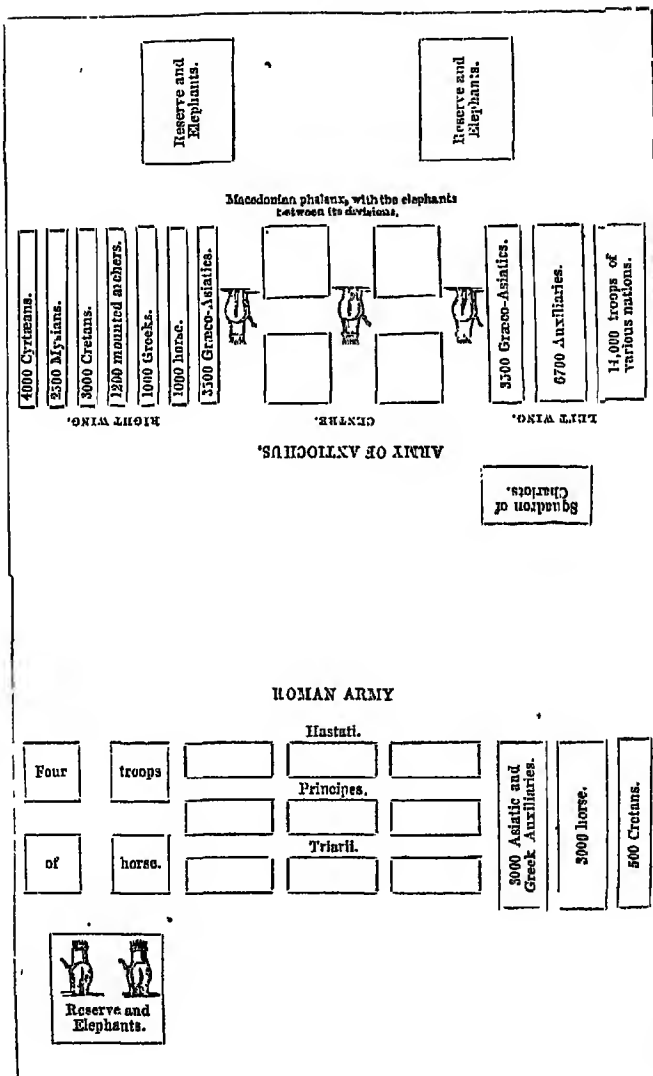 Reserve and
Elephants.
Reserve and
Elephants.
Macedonian phalanx, with the elephants
between its divisions.
4000 Cyrtæans.
2500 Mysians.
3000 Cretans.
1200 mounted archers.
1000 Greeks.
1000 horse.
3500 Græco-Asiatics.
3500 Græco-Asiatics.
6700 Auxiliaries.
14,000 troops of
various nations.
RIGHT WING.
CENTRE.
LEFT WING.
ARMY OF ANTIOCHUS.
Squadron of
Chariots.
ROMAN ARMY
Hastati.
Four
troops
Principes.
of
horse.
Triarii.
3000 Asiatic and
Greek Auxiliaries.
3000 horse.
500 Cretans.
Reserve and
Elephants.